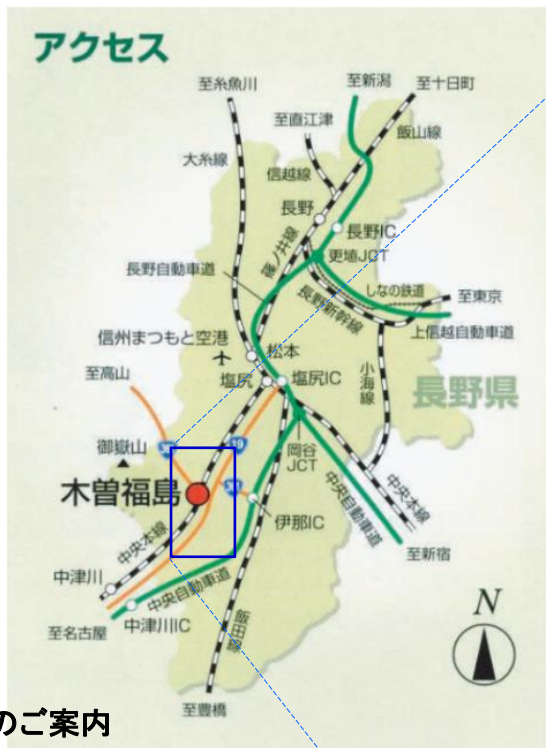 アクセス
至糸魚川
至新潟
至十日町
至直江津
飯山線
大糸線
信越線
長野
長野IC
篠ノ井線
更埴JCT
長野自動車道
しなの鉄道
至東京
長野新幹線
上信越自動車道
信州まつもと空港
松本
小海線
至高山
塩尻
塩尻IC
長野県
19
御嶽山
岡谷
JCT
木曽福島
中央自動車道
中央本線
伊那IC
中央本線
至新宿
中津川
中央自動車道
至名古屋
中津川IC
飯田線
N
至豊橋
のご案内